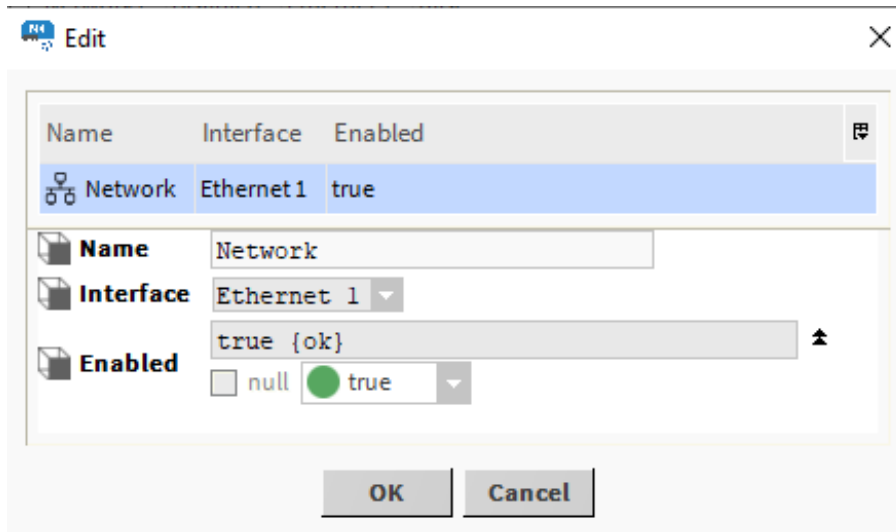 N4
Edit
Name Interface Enabled
Network Ethernet 1 true
Name Network
Interface Ethernet 1
Enabled true {ok}
null true
OK Cancel